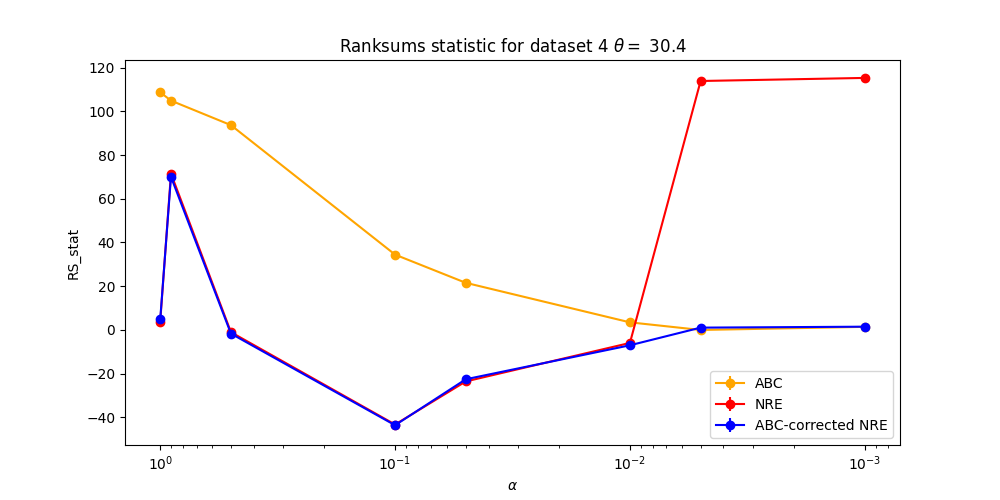 Ranksums statistic for dataset 4 θ = 30.4
RS_stat
120
100
80
60
40
20
0
−20
−40
10⁰
10⁻¹
10⁻²
10⁻³
α
ABC
NRE
ABC-corrected NRE